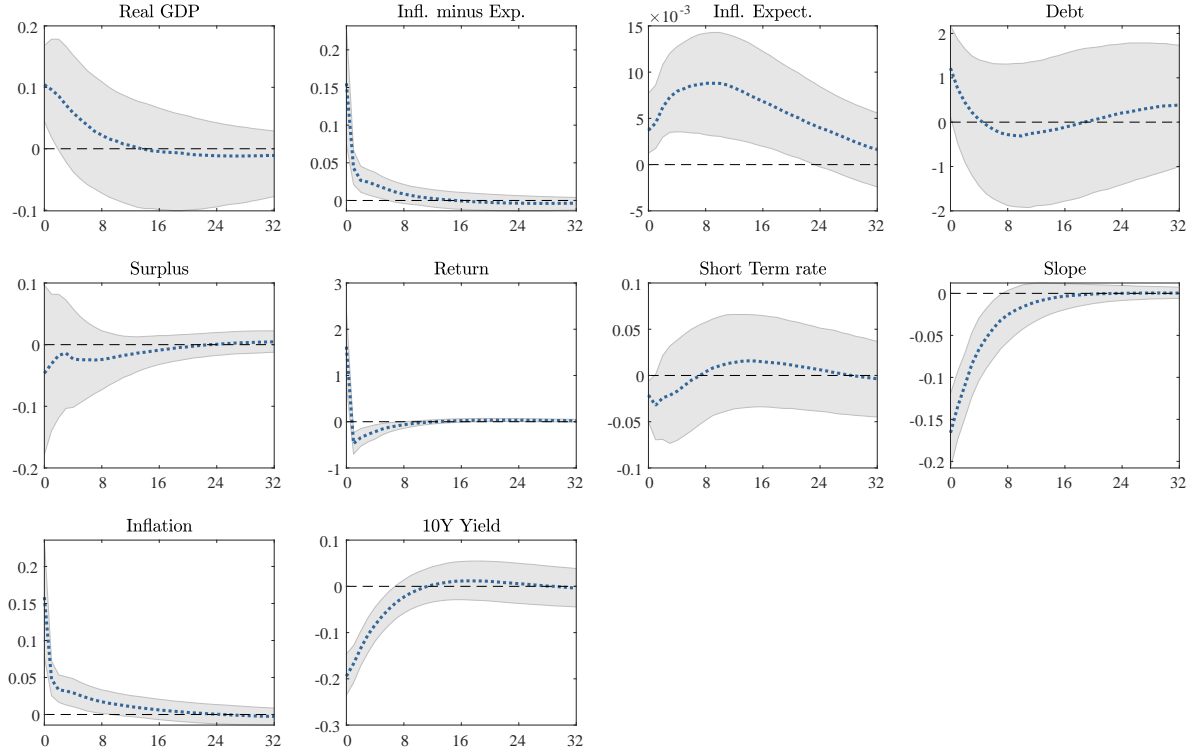 Real GDP
0.2
0.1
0
-0.1
0 8 16 24 32
Infl. minus Exp.
0.2
0.15
0.1
0.05
0
0 8 16 24 32
Infl. Expect.
×10-3
15
10
5
0
-5
0 8 16 24 32
Debt
2
1
0
-1
-2
0 8 16 24 32
Surplus
0.1
0
-0.1
-0.2
0 8 16 24 32
Return
3
2
1
0
-1
0 8 16 24 32
Short Term rate
0.1
0.05
0
-0.05
-0.1
0 8 16 24 32
Slope
0
-0.05
-0.1
-0.15
-0.2
0 8 16 24 32
Inflation
0.2
0.15
0.1
0.05
0
0 8 16 24 32
10Y Yield
0.1
0
-0.1
-0.2
-0.3
0 8 16 24 32